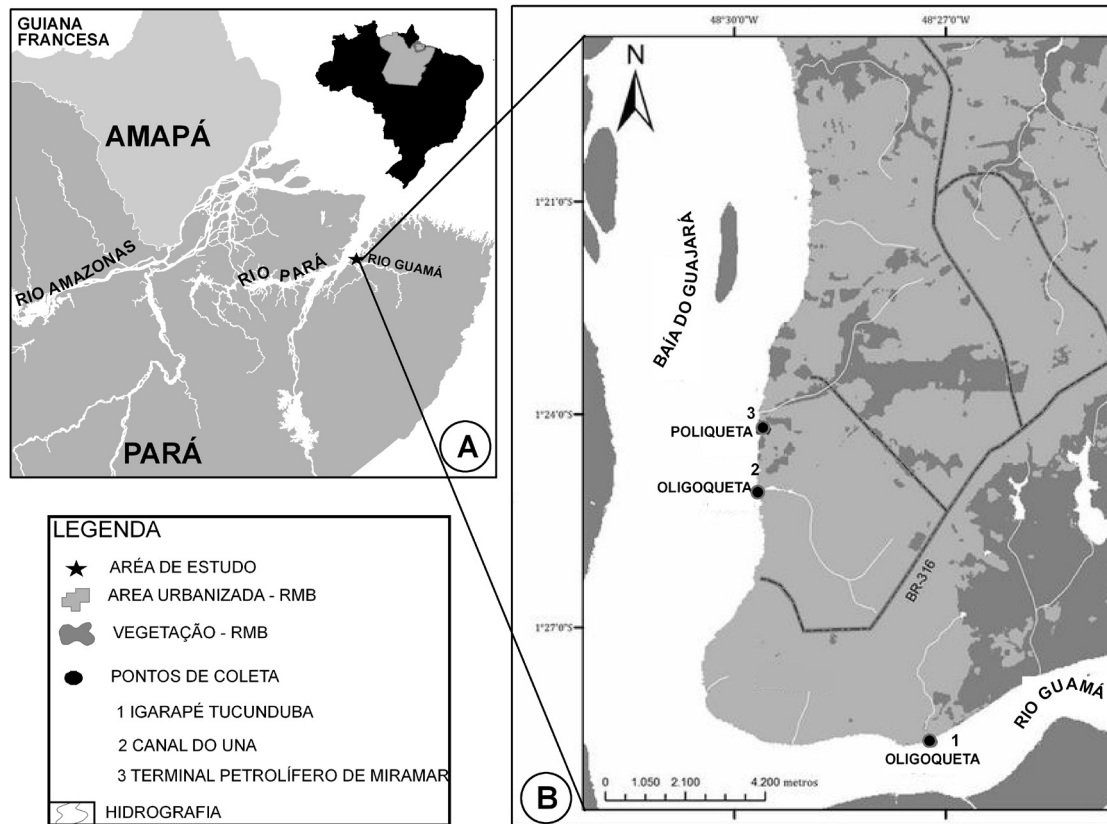 GUIANA
FRANCESA
AMAPÁ
RIO AMAZONAS
RIO PARÁ
RIO GUAMÁ
PARÁ
A
LEGENDA
ARÉA DE ESTUDO
AREA URBANIZADA - RMB
VEGETAÇÃO - RMB
PONTOS DE COLETA
1 IGARAPÉ TUCUNDUBA
2 CANAL DO UNA
3 TERMINAL PETROLÍFERO DE MIRAMAR
HIDROGRAFIA
48°30'0"W
48°27'0"W
N
1°21'0"S
BAÍA DO GUAJARÁ
1°24'0"S
3
POLIQUETA
2
OLIGOQUETA
BR-316
1°27'0"S
RIO GUAMÁ
1
OLIGOQUETA
0 1.050 2.100 4.200 metros
B